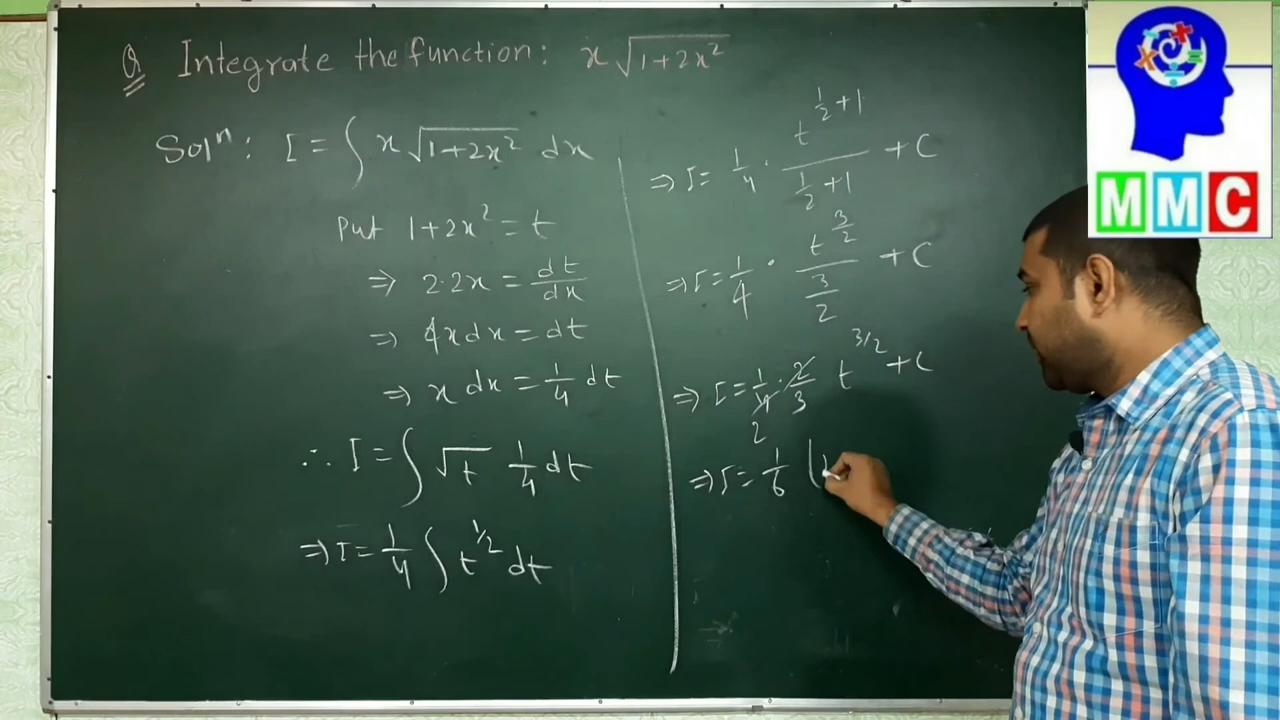 Q Integrate the function: x √(1+2x²)
Solⁿ: I = ∫ x √(1+2x²) dx
Put 1+2x² = t
⇒ 2·2x = dt/dx
⇒ 4x dx = dt
⇒ x dx = 1/4 dt
∴ I = ∫ √t 1/4 dt
⇒ I = 1/4 ∫ t^(1/2) dt
⇒ I = 1/4 · t^(1/2+1)/(1/2+1) + C
⇒ I = 1/4 · t^(3/2)/(3/2) + C
⇒ I = 1/4 · 2/3 t^(3/2) + C
2
⇒ I = 1/6 (
MMC